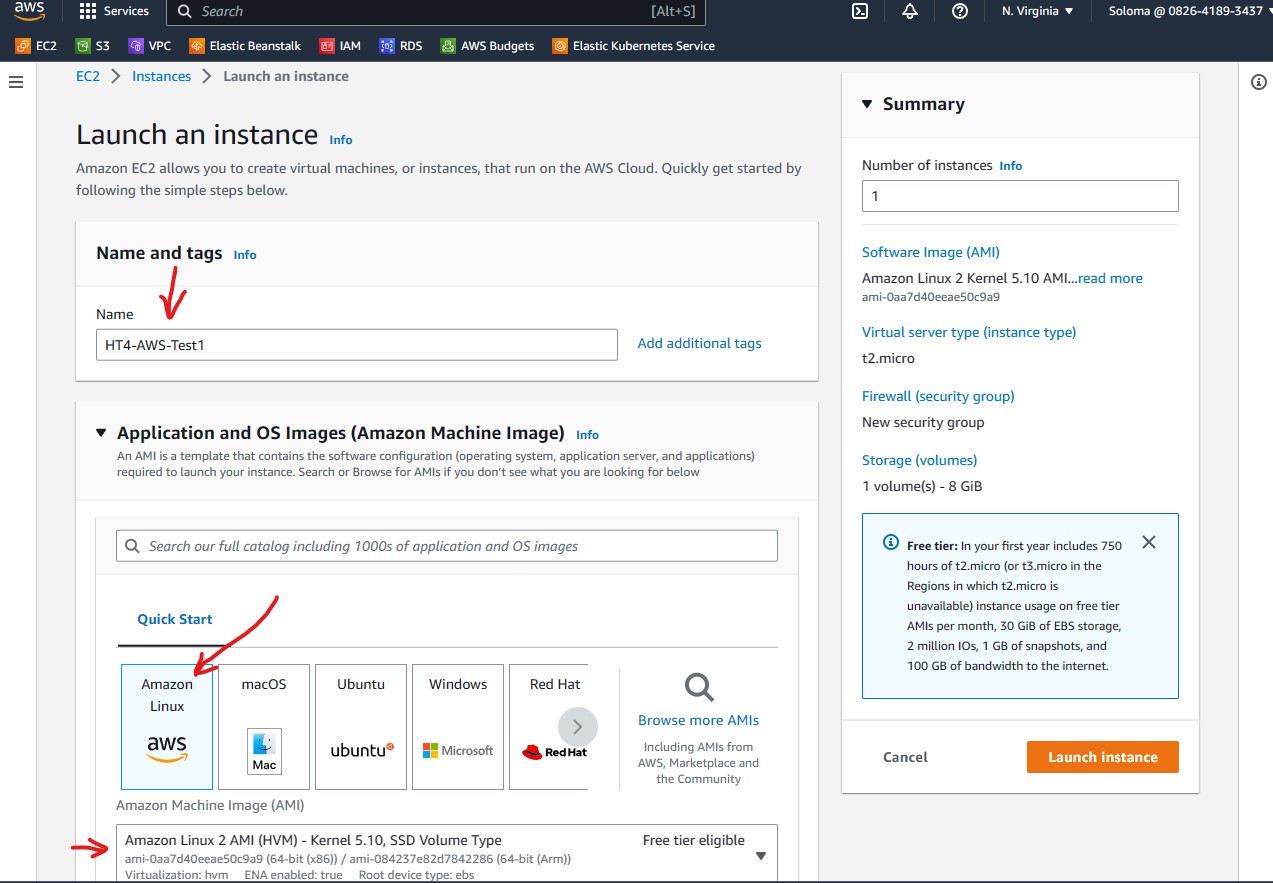 aws
Services
Search
[Alt+S]
N. Virginia
Soloma @ 0826-4189-3437
EC2
S3
VPC
Elastic Beanstalk
IAM
RDS
AWS Budgets
Elastic Kubernetes Service
EC2
Instances
Launch an instance
Launch an instance Info
Amazon EC2 allows you to create virtual machines, or instances, that run on the AWS Cloud. Quickly get started by
following the simple steps below.
Name and tags Info
Name
HT4-AWS-Test1
Add additional tags
Application and OS Images (Amazon Machine Image) Info
An AMI is a template that contains the software configuration (operating system, application server, and applications)
required to launch your instance. Search or Browse for AMIs if you don't see what you are looking for below
Search our full catalog including 1000s of application and OS images
Quick Start
Amazon
Linux
aws
macOS
Mac
Ubuntu
ubuntu
Windows
Microsoft
Red Hat
Red Hat
Browse more AMIs
Including AMIs from
AWS, Marketplace and
the Community
Amazon Machine Image (AMI)
Amazon Linux 2 AMI (HVM) - Kernel 5.10, SSD Volume Type
Free tier eligible
ami-0aa7d40eeae50c9a9 (64-bit (x86)) / ami-084237e82d7842286 (64-bit (Arm))
Virtualization: hvm ENA enabled: true Root device type: ebs
Summary
Number of instances Info
1
Software Image (AMI)
Amazon Linux 2 Kernel 5.10 AMI...read more
ami-0aa7d40eeae50c9a9
Virtual server type (instance type)
t2.micro
Firewall (security group)
New security group
Storage (volumes)
1 volume(s) - 8 GiB
Free tier: In your first year includes 750
hours of t2.micro (or t3.micro in the
Regions in which t2.micro is
unavailable) instance usage on free tier
AMIs per month, 30 GiB of EBS storage,
2 million IOs, 1 GB of snapshots, and
100 GB of bandwidth to the internet.
Cancel
Launch instance